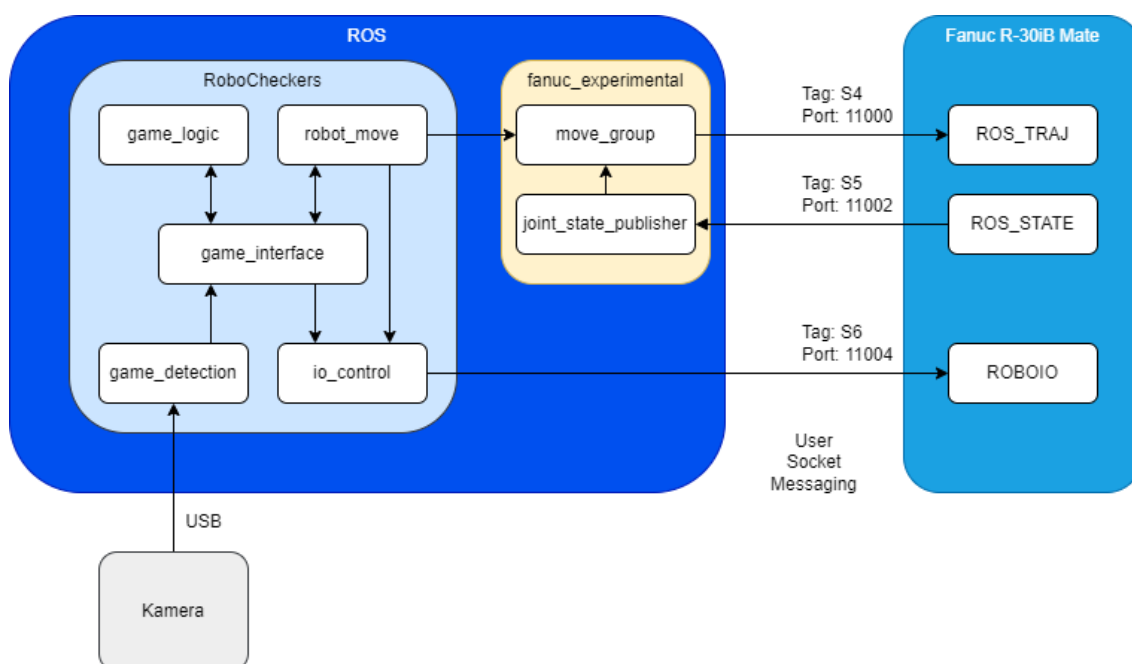 ROS
Fanuc R-30iB Mate
RoboCheckers
fanuc_experimental
game_logic
robot_move
move_group
Tag: S4
Port: 11000
ROS_TRAJ
game_interface
joint_state_publisher
Tag: S5
Port: 11002
ROS_STATE
game_detection
io_control
Tag: S6
Port: 11004
ROBOIO
User
Socket
Messaging
USB
Kamera